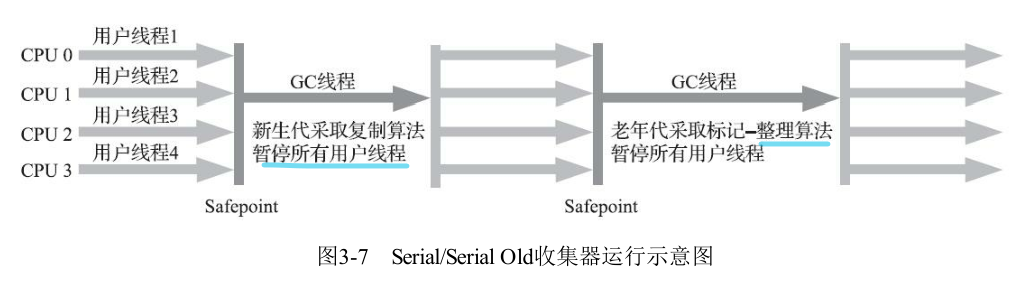 用户线程1
CPU 0
用户线程2
CPU 1
用户线程3
CPU 2
用户线程4
CPU 3
GC线程
新生代采取复制算法
暂停所有用户线程
Safepoint
GC线程
老年代采取标记-整理算法
暂停所有用户线程
Safepoint
图3-7 Serial/Serial Old收集器运行示意图